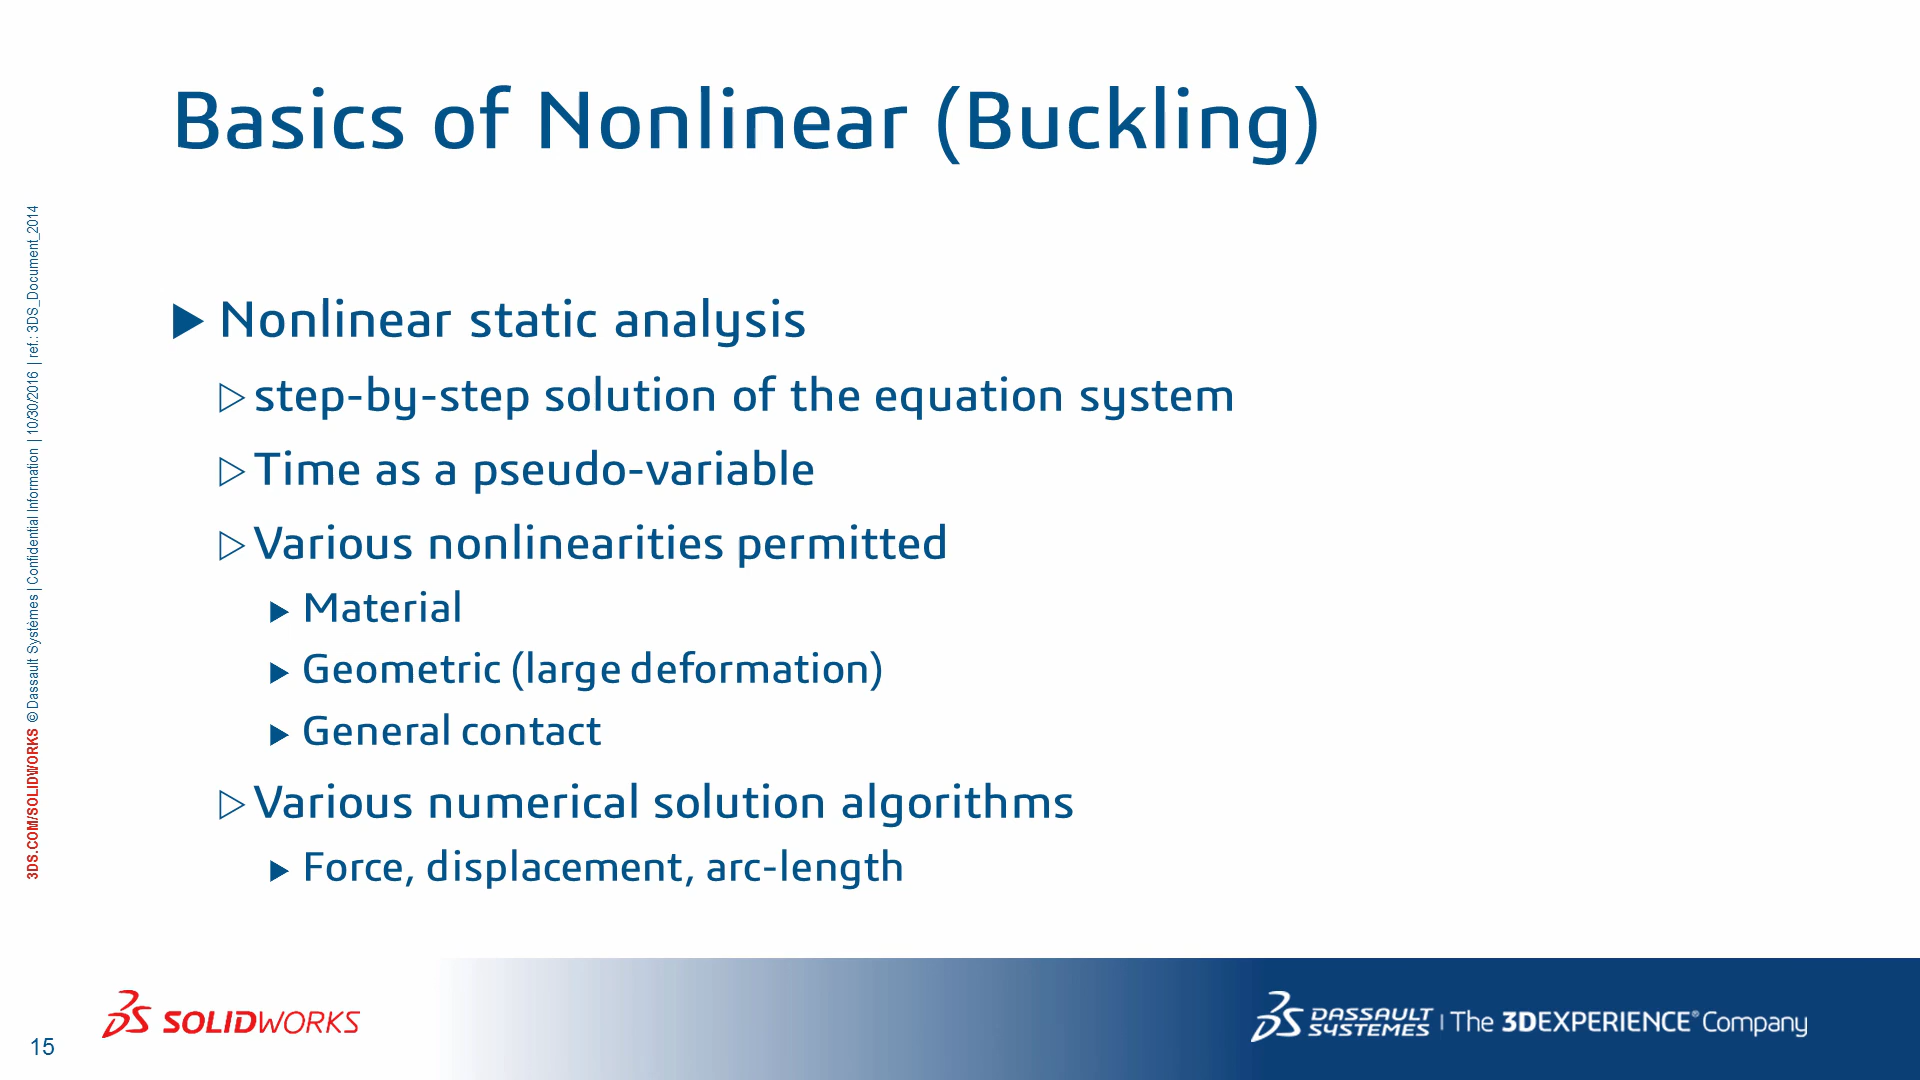 Basics of Nonlinear (Buckling)
Nonlinear static analysis
step-by-step solution of the equation system
Time as a pseudo-variable
Various nonlinearities permitted
Material
Geometric (large deformation)
General contact
Various numerical solution algorithms
Force, displacement, arc-length
3DS.COM/SOLIDWORKS © Dassault Systèmes | Confidential Information | 10/30/2016 | ref.: 3DS_Document_2014
15
SOLIDWORKS
DASSAULT SYSTEMES | The 3DEXPERIENCE® Company